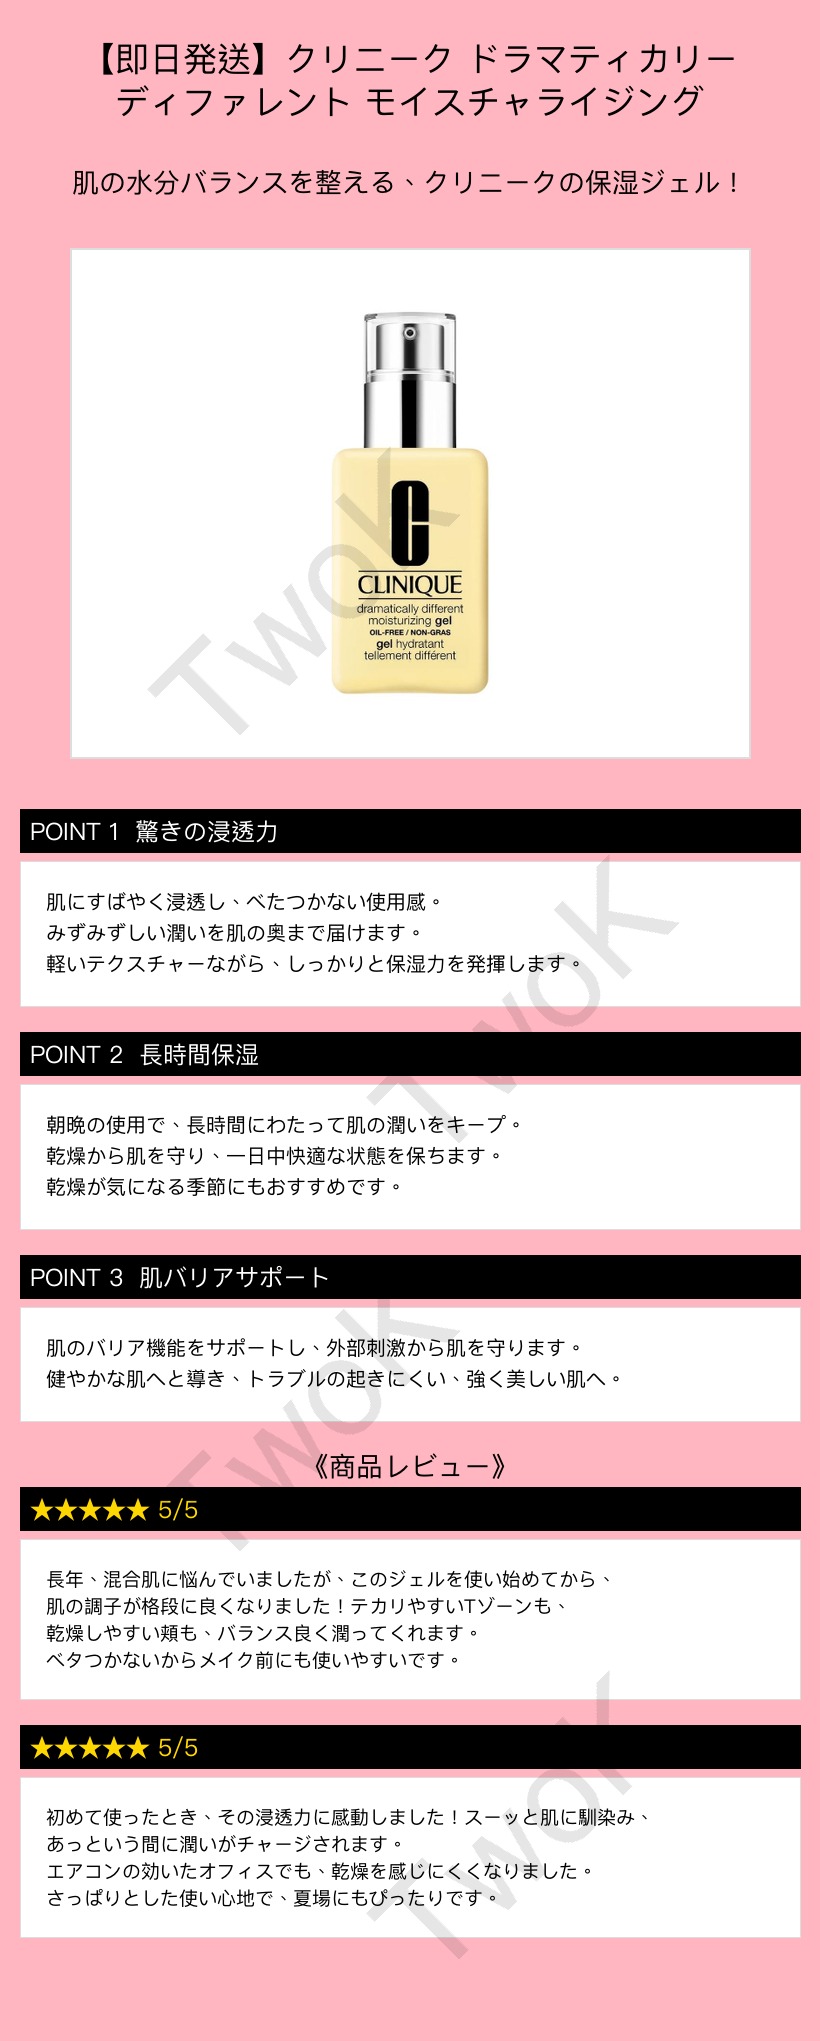 【即日発送】クリニーク ドラマティカリー
ディファレント モイスチャライジング
肌の水分バランスを整える、クリニークの保湿ジェル！
CLINIQUE
dramatically different
moisturizing gel
OIL-FREE / NON-GRAS
gel hydratant
tellement différent
TwoK
POINT 1 驚きの浸透力
肌にすばやく浸透し、べたつかない使用感。
みずみずしい潤いを肌の奥まで届けます。
軽いテクスチャーながら、しっかりと保湿力を発揮します。
TwoK
POINT 2 長時間保湿
朝晩の使用で、長時間にわたって肌の潤いをキープ。
乾燥から肌を守り、一日中快適な状態を保ちます。
乾燥が気になる季節にもおすすめです。
POINT 3 肌バリアサポート
肌のバリア機能をサポートし、外部刺激から肌を守ります。
健やかな肌へと導き、トラブルの起きにくい、強く美しい肌へ。
TwoK
《商品レビュー》
★★★★★ 5/5
長年、混合肌に悩んでいましたが、このジェルを使い始めてから、
肌の調子が格段に良くなりました！テカリやすいTゾーンも、
乾燥しやすい頬も、バランス良く潤ってくれます。
ベタつかないからメイク前にも使いやすいです。
★★★★★ 5/5
初めて使ったとき、その浸透力に感動しました！スーッと肌に馴染み、
あっという間に潤いがチャージされます。
エアコンの効いたオフィスでも、乾燥を感じにくくなりました。
さっぱりとした使い心地で、夏場にもぴったりです。
TwoK